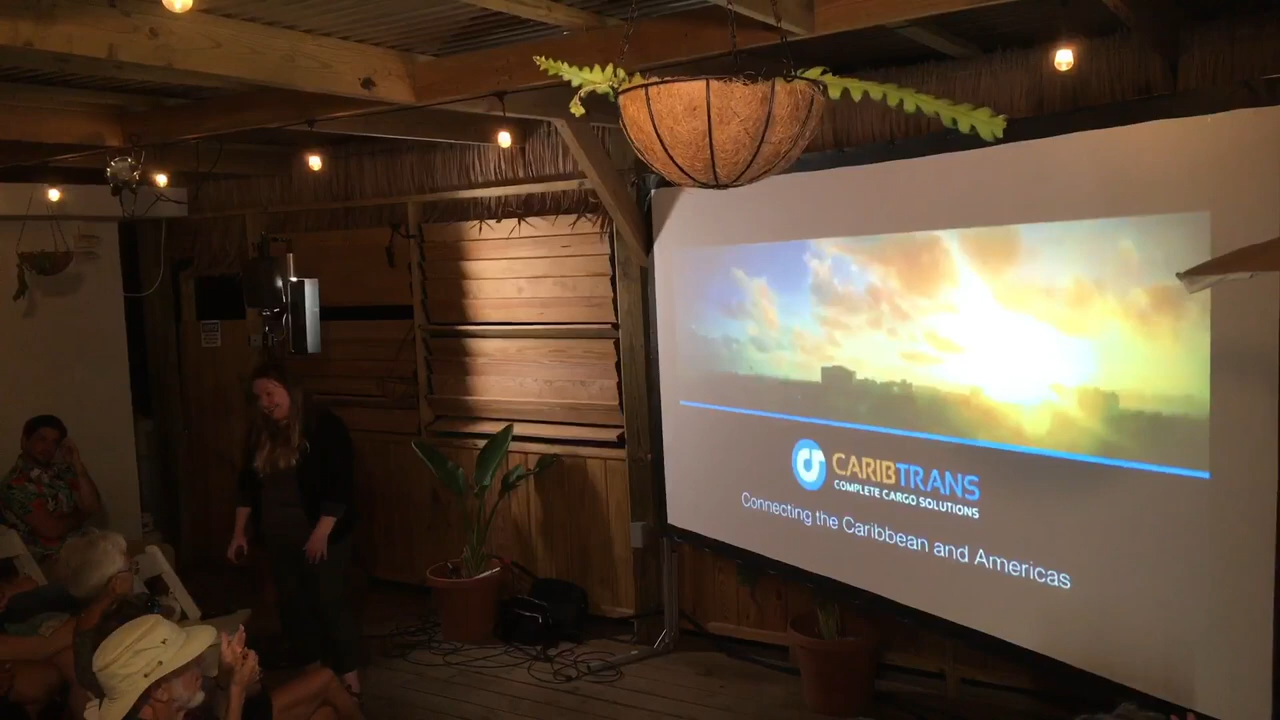 CARIBTRANS
COMPLETE CARGO SOLUTIONS
Connecting the Caribbean and Americas